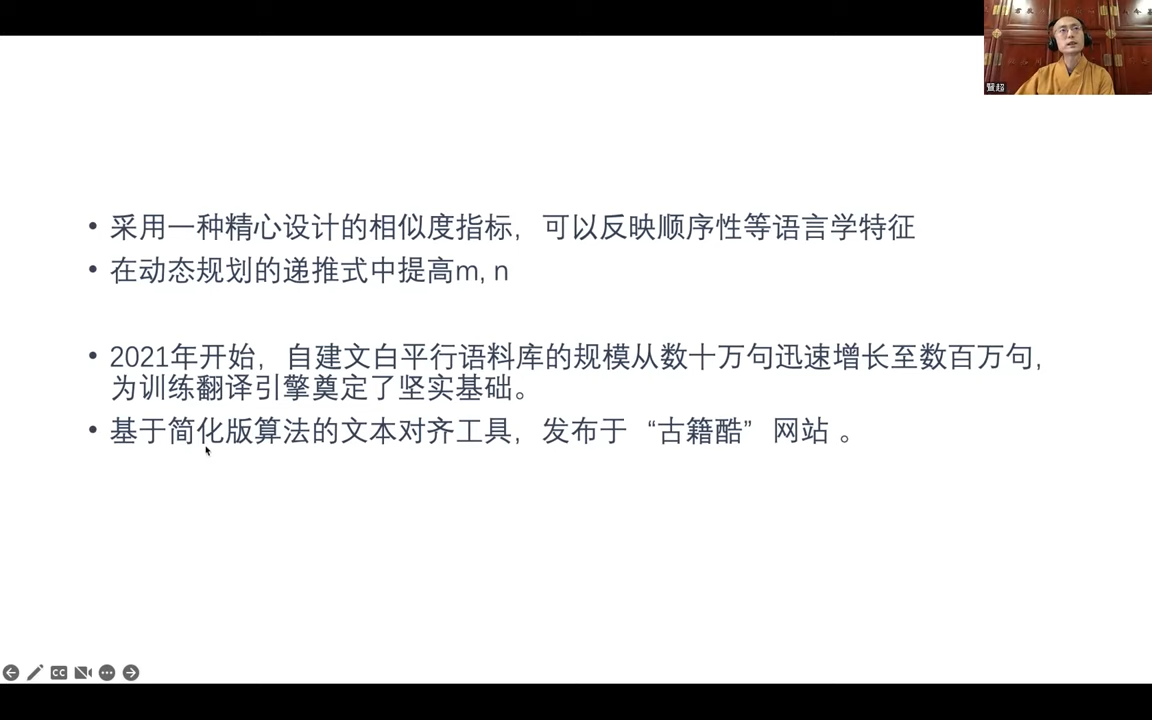 賢超
• 采用一种精心设计的相似度指标，可以反映顺序性等语言学特征
• 在动态规划的递推式中提高m, n
• 2021年开始，自建文白平行语料库的规模从数十万句迅速增长至数百万句，
为训练翻译引擎奠定了坚实基础。
• 基于简化版算法的文本对齐工具，发布于 “古籍酷” 网站 。
CC